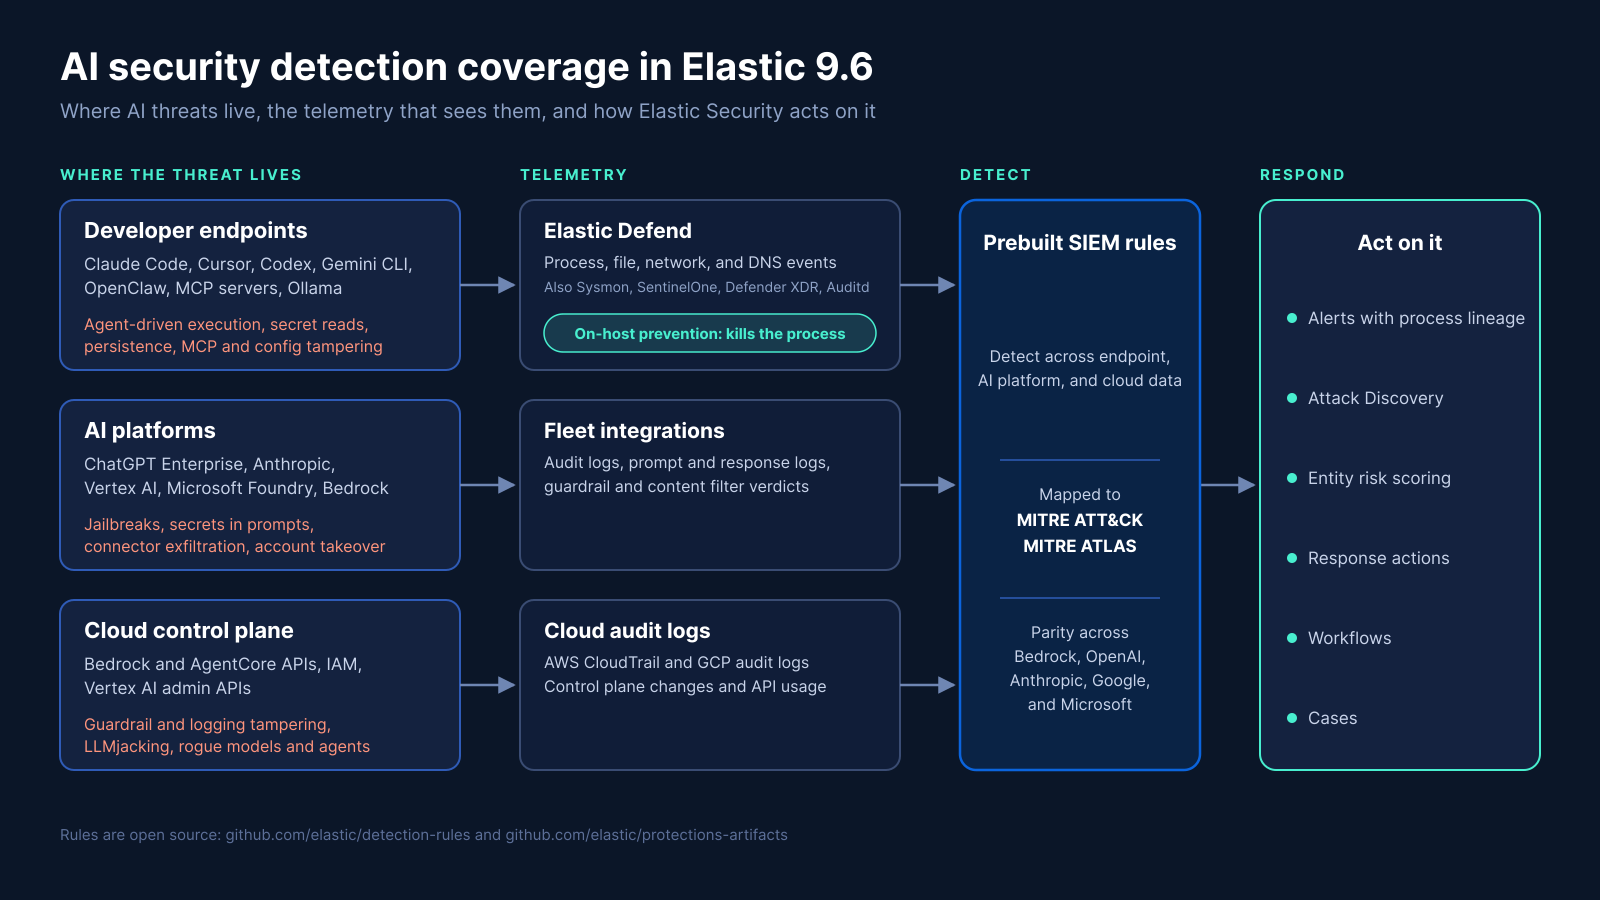 AI security detection coverage in Elastic 9.6
Where AI threats live, the telemetry that sees them, and how Elastic Security acts on it
WHERE THE THREAT LIVES
Developer endpoints
Claude Code, Cursor, Codex, Gemini CLI,
OpenClaw, MCP servers, Ollama
Agent-driven execution, secret reads,
persistence, MCP and config tampering
AI platforms
ChatGPT Enterprise, Anthropic,
Vertex AI, Microsoft Foundry, Bedrock
Jailbreaks, secrets in prompts,
connector exfiltration, account takeover
Cloud control plane
Bedrock and AgentCore APIs, IAM,
Vertex AI admin APIs
Guardrail and logging tampering,
LLMjacking, rogue models and agents
TELEMETRY
Elastic Defend
Process, file, network, and DNS events
Also Sysmon, SentinelOne, Defender XDR, Auditd
On-host prevention: kills the process
Fleet integrations
Audit logs, prompt and response logs,
guardrail and content filter verdicts
Cloud audit logs
AWS CloudTrail and GCP audit logs
Control plane changes and API usage
DETECT
Prebuilt SIEM rules
Detect across endpoint,
AI platform, and cloud data
Mapped to
MITRE ATT&CK
MITRE ATLAS
Parity across
Bedrock, OpenAI,
Anthropic, Google,
and Microsoft
RESPOND
Act on it
Alerts with process lineage
Attack Discovery
Entity risk scoring
Response actions
Workflows
Cases
Rules are open source: github.com/elastic/detection-rules and github.com/elastic/protections-artifacts